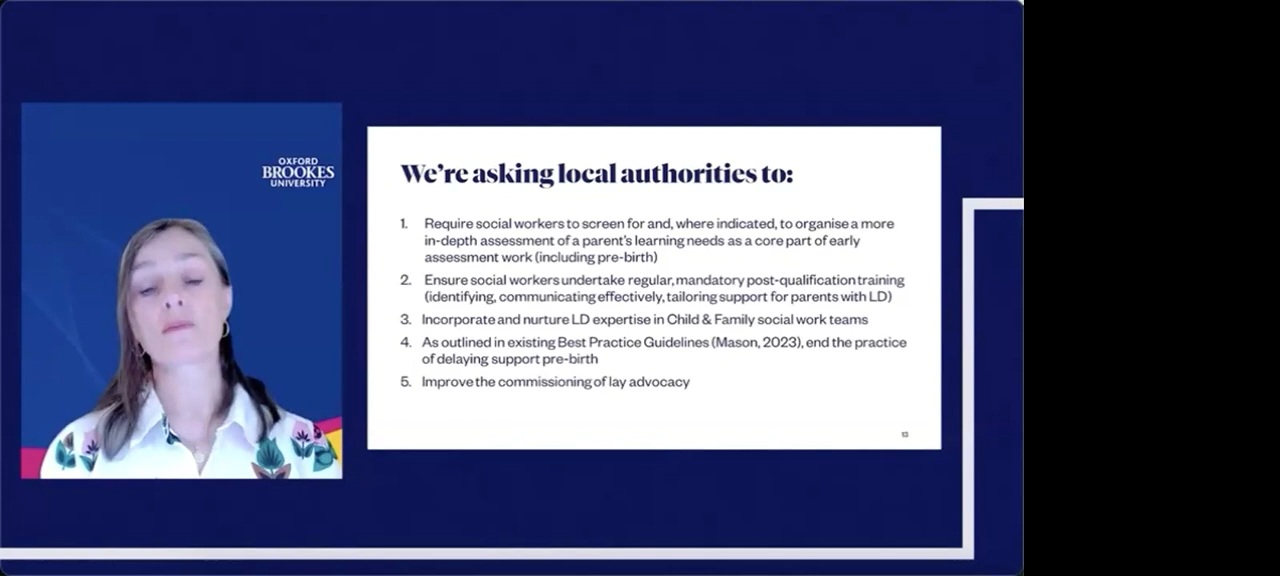 OXFORD
BROOKES
UNIVERSITY
We're asking local authorities to:
1. Require social workers to screen for and, where indicated, to organise a more
in-depth assessment of a parent's learning needs as a core part of early
assessment work (including pre-birth)
2. Ensure social workers undertake regular, mandatory post-qualification training
(identifying, communicating effectively, tailoring support for parents with LD)
3. Incorporate and nurture LD expertise in Child & Family social work teams
4. As outlined in existing Best Practice Guidelines (Mason, 2023), end the practice
of delaying support pre-birth
5. Improve the commissioning of lay advocacy
13